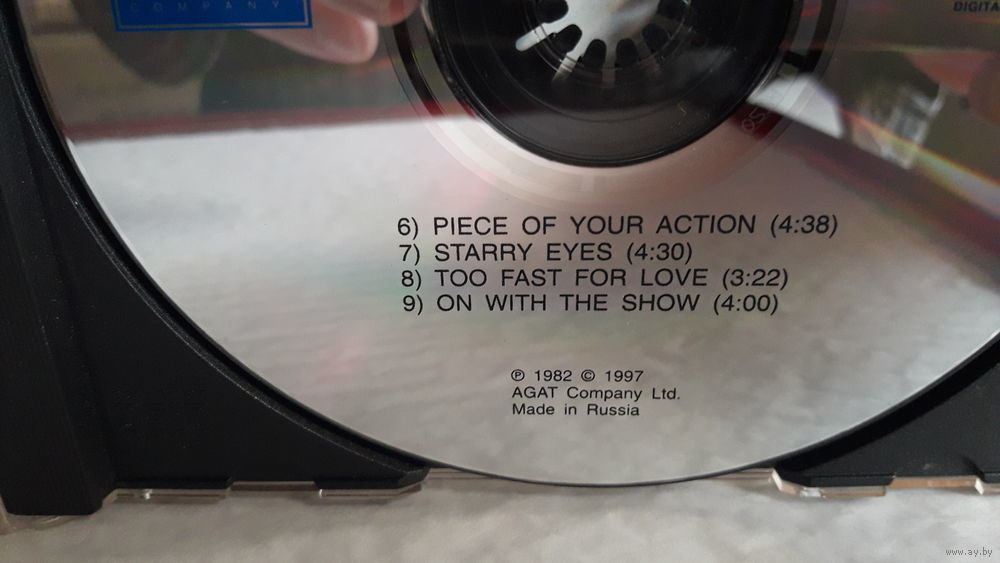 COMPANY
DIGITA
6) PIECE OF YOUR ACTION (4:38)
7) STARRY EYES (4:30)
8) TOO FAST FOR LOVE (3:22)
9) ON WITH THE SHOW (4:00)
℗ 1982 © 1997
AGAT Company Ltd.
Made in Russia
www.ay.by